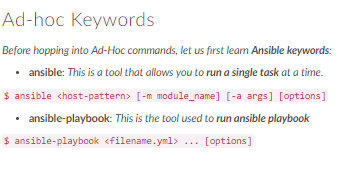 Ad-hoc Keywords
Before hopping into Ad-Hoc commands, let us first learn Ansible keywords:
• ansible: This is a tool that allows you to run a single task at a time.
$ ansible <host-pattern> [-m module_name] [-a args] [options]
• ansible-playbook: This is the tool used to run ansible playbook
$ ansible-playbook <filename.yml> ... [options]